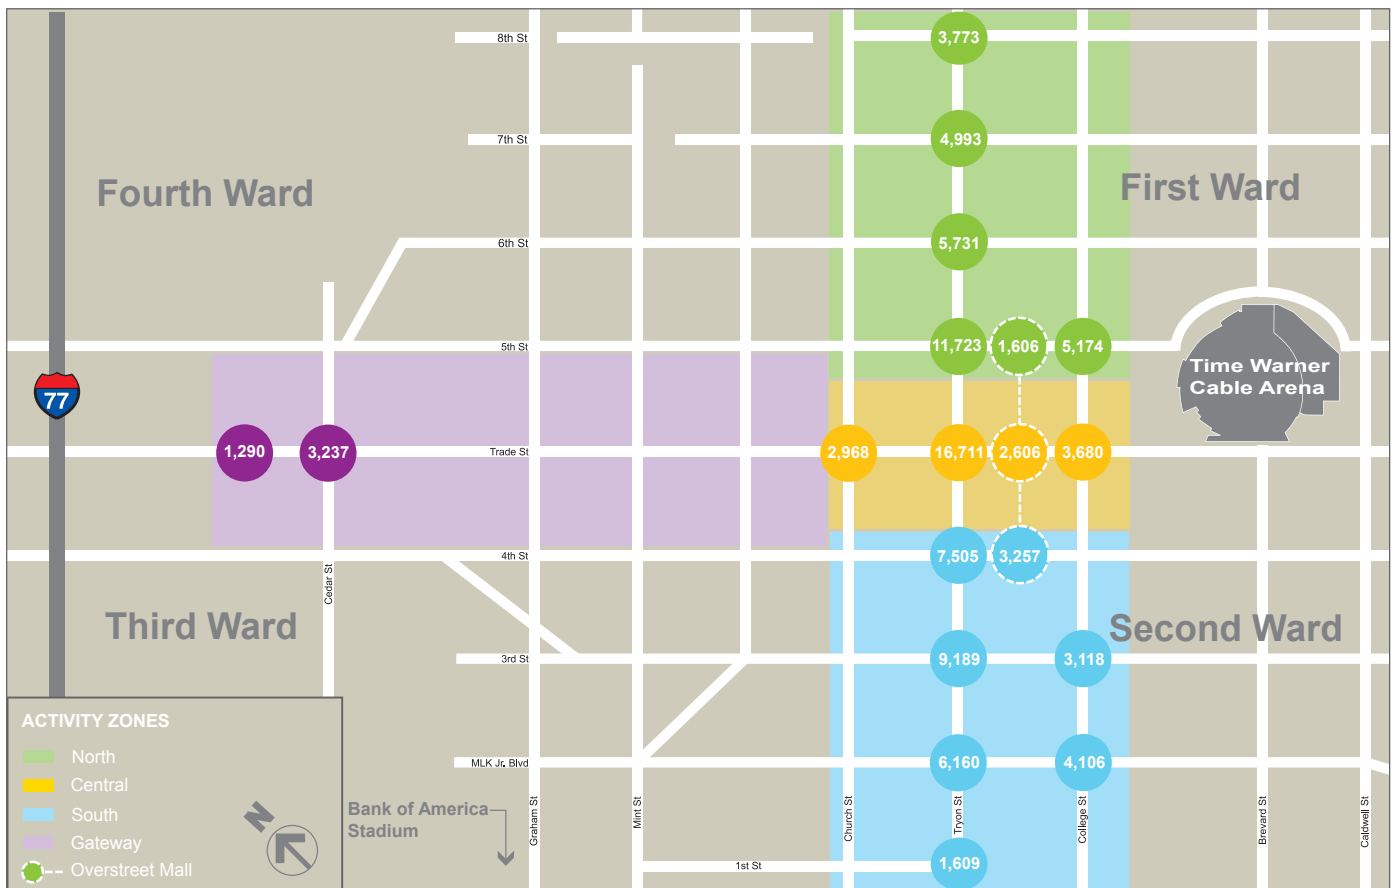 8th St
3,773
7th St
4,993
Fourth Ward
First Ward
6th St
5,731
5th St
11,723
1,606
5,174
Time Warner
Cable Arena
77
1,290
3,237
Trade St
2,968
16,711
2,606
3,680
4th St
7,505
3,257
Cedar St
Third Ward
Second Ward
3rd St
9,189
3,118
MLK Jr. Blvd
6,160
4,106
ACTIVITY ZONES
North
Central
South
Gateway
Overstreet Mall
N
Bank of America
Stadium
Graham St
Mint St
Church St
Tryon St
College St
Brevard St
Caldwell St
1st St
1,609